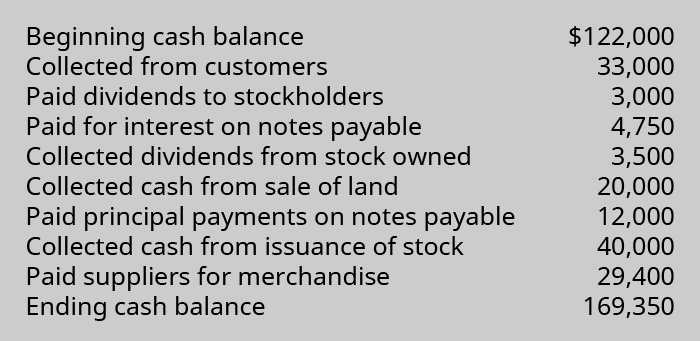 Beginning cash balance $122,000
Collected from customers 33,000
Paid dividends to stockholders 3,000
Paid for interest on notes payable 4,750
Collected dividends from stock owned 3,500
Collected cash from sale of land 20,000
Paid principal payments on notes payable 12,000
Collected cash from issuance of stock 40,000
Paid suppliers for merchandise 29,400
Ending cash balance 169,350